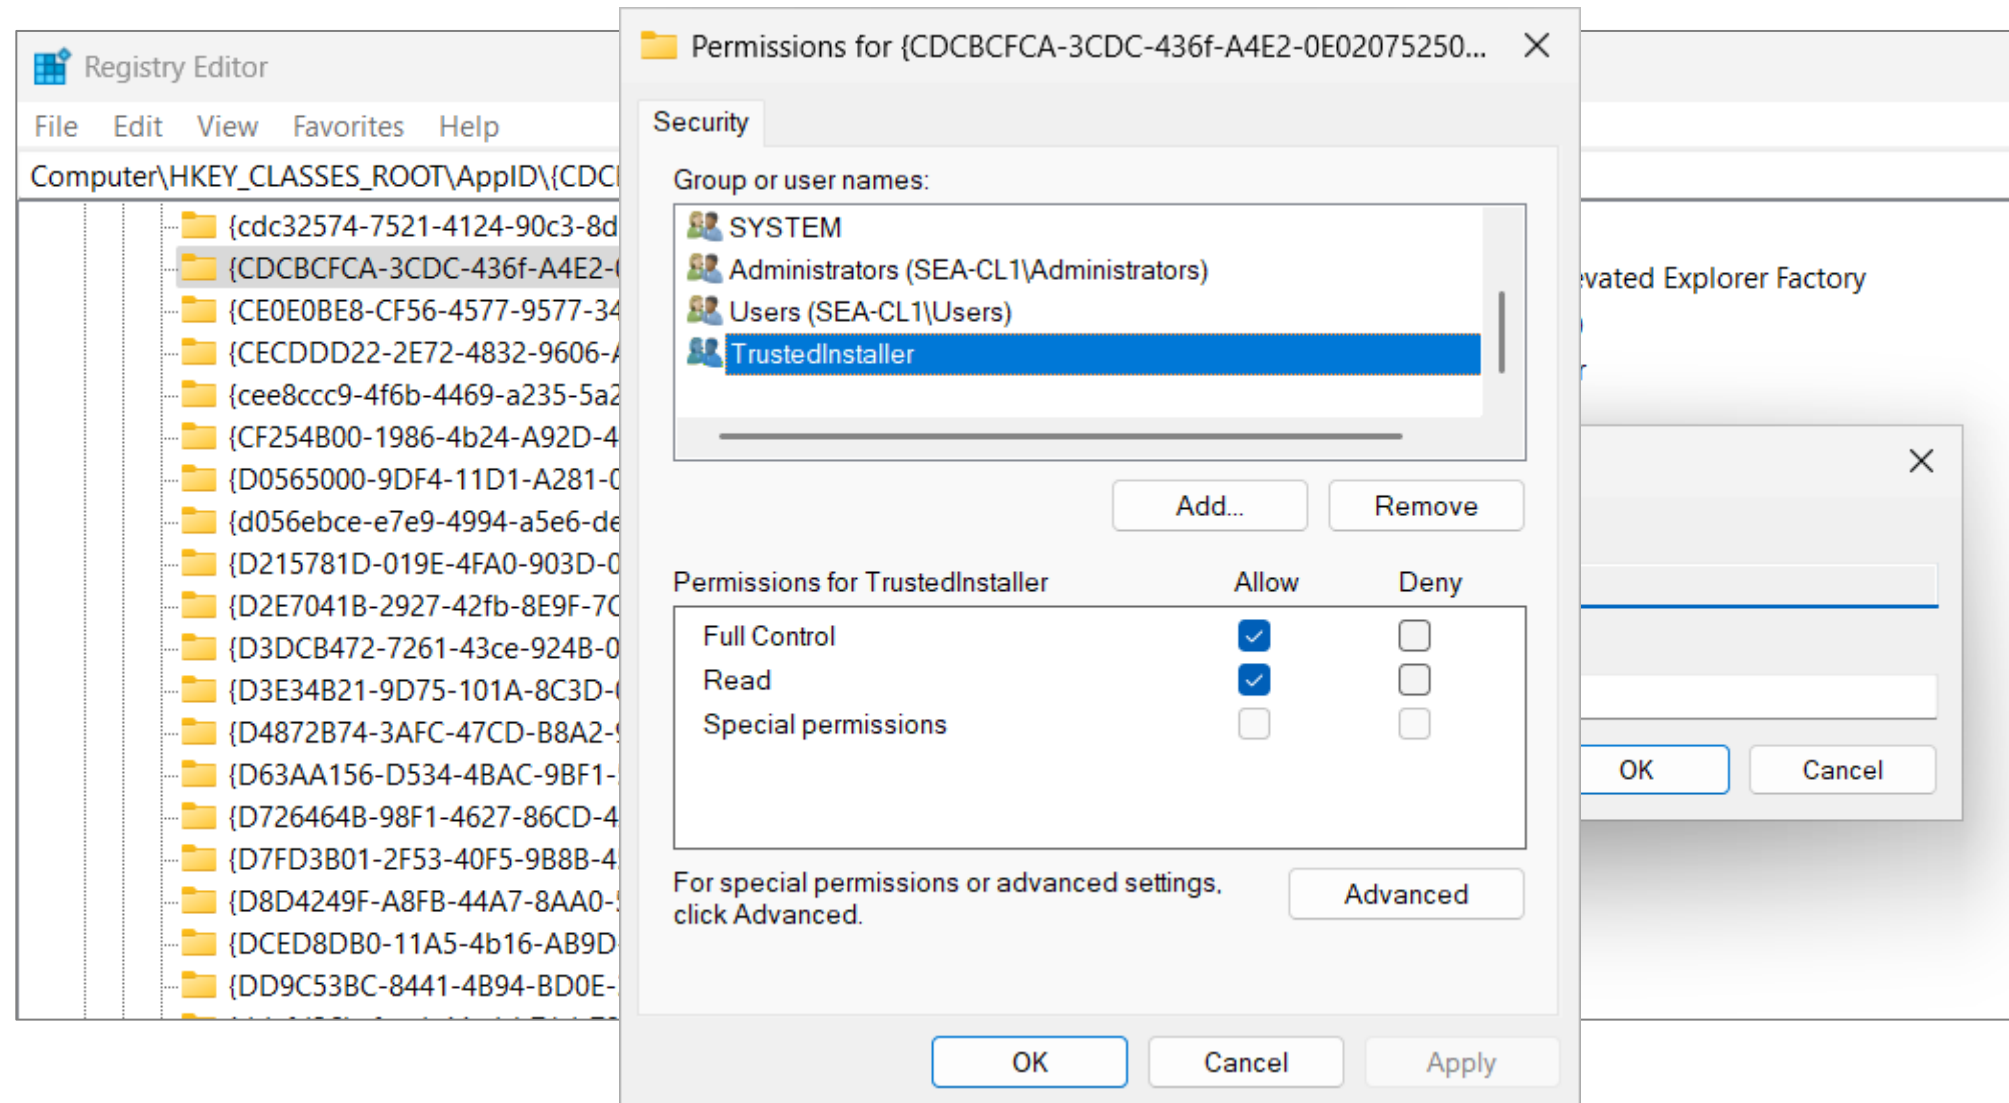 Registry Editor
File Edit View Favorites Help
Computer\HKEY_CLASSES_ROOT\AppID\{CDC
{cdc32574-7521-4124-90c3-8d
{CDCBCFCA-3CDC-436f-A4E2-
{CE0E0BE8-CF56-4577-9577-34
{CECDDD22-2E72-4832-9606-
{cee8ccc9-4f6b-4469-a235-5a2
{CF254B00-1986-4b24-A92D-4
{D0565000-9DF4-11D1-A281-0
{d056ebce-e7e9-4994-a5e6-de
{D215781D-019E-4FA0-903D-0
{D2E7041B-2927-42fb-8E9F-7C
{D3DCB472-7261-43ce-924B-0
{D3E34B21-9D75-101A-8C3D-
{D4872B74-3AFC-47CD-B8A2-
{D63AA156-D534-4BAC-9BF1-
{D726464B-98F1-4627-86CD-4
{D7FD3B01-2F53-40F5-9B8B-4
{D8D4249F-A8FB-44A7-8AA0-
{DCED8DB0-11A5-4b16-AB9D
{DD9C53BC-8441-4B94-BD0E-
Permissions for {CDCBCFCA-3CDC-436f-A4E2-0E02075250...
Security
Group or user names:
SYSTEM
Administrators (SEA-CL1\Administrators)
Users (SEA-CL1\Users)
TrustedInstaller
Add...
Remove
Permissions for TrustedInstaller Allow Deny
Full Control
Read
Special permissions
For special permissions or advanced settings,
click Advanced.
Advanced
OK
Cancel
Apply
vated Explorer Factory
OK
Cancel